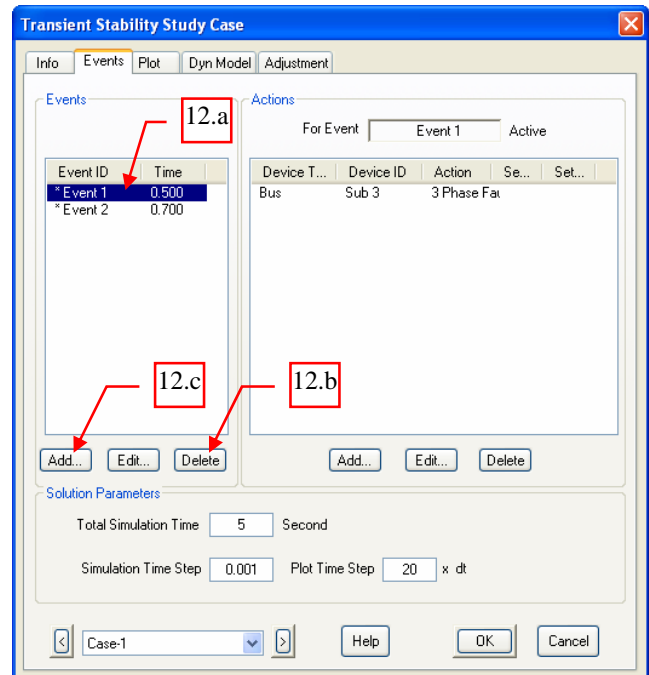 Transient Stability Study Case
Info Events Plot Dyn Model Adjustment
Events
12.a
Event ID Time
* Event 1 0.500
* Event 2 0.700
12.c
12.b
Add... Edit... Delete
Actions
For Event Event 1 Active
Device T... Device ID Action Se... Set...
Bus Sub 3 3 Phase Fau
Add... Edit... Delete
Solution Parameters
Total Simulation Time 5 Second
Simulation Time Step 0.001 Plot Time Step 20 x dt
< Case-1 > Help OK Cancel